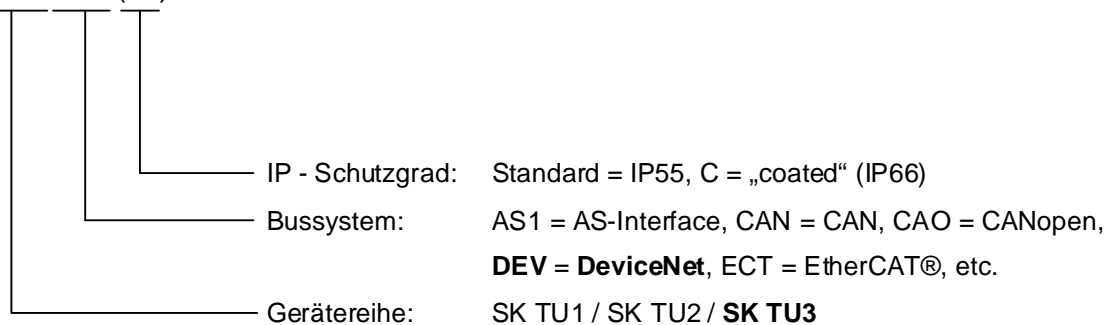 IP - Schutzgrad: Standard = IP55, C = „coated“ (IP66)
Bussystem: AS1 = AS-Interface, CAN = CAN, CAO = CANopen,
DEV = DeviceNet, ECT = EtherCAT®, etc.
Gerätereihe: SK TU1 / SK TU2 / SK TU3